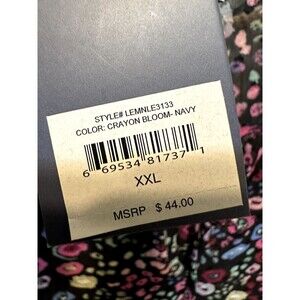 STYLE# LEMNLE3133
COLOR: CRAYON BLOOM- NAVY
6 69534 81737 1
XXL
MSRP $ 44.00